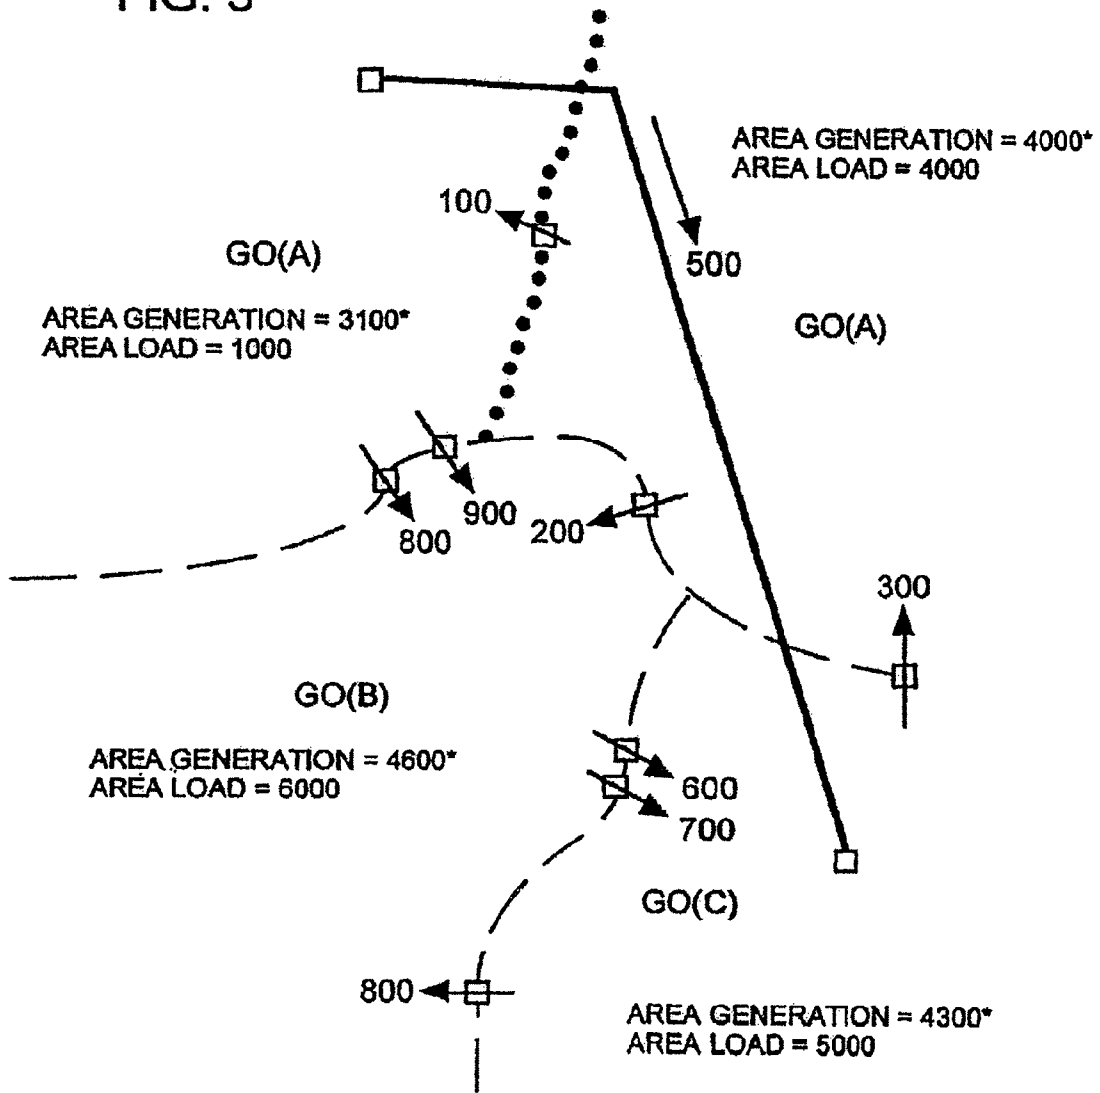 FIG. 3
AREA GENERATION = 4000*
AREA LOAD = 4000
100
500
GO(A)
AREA GENERATION = 3100*
AREA LOAD = 1000
GO(A)
900
800
200
300
GO(B)
AREA GENERATION = 4600*
AREA LOAD = 6000
600
700
GO(C)
800
AREA GENERATION = 4300*
AREA LOAD = 5000